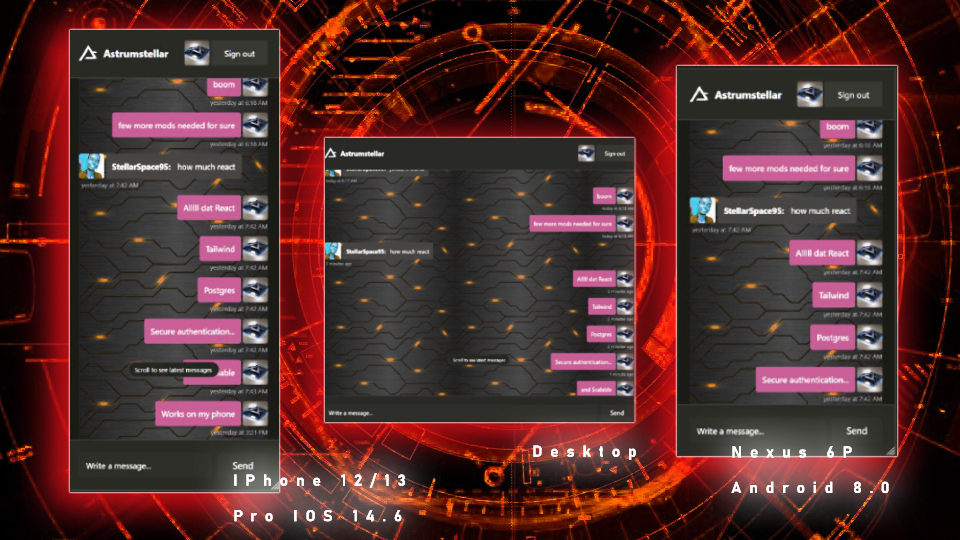 Astrumstellar
Sign out
boom
yesterday at 6:16 AM
few more mods needed for sure
yesterday at 6:16 AM
StellarSpace95: how much react
yesterday at 7:42 AM
Allll dat React
yesterday at 7:42 AM
Tailwind
yesterday at 7:42 AM
Postgres
yesterday at 7:42 AM
Secure authentication...
yesterday at 7:42 AM
Scroll to see latest messages
yesterday at 7:43 AM
Works on my phone
yesterday at 3:21 PM
Write a message...
Send
IPhone 12/13
Pro IOS 14.6
Astrumstellar
Sign out
boom
few more mods needed for sure
StellarSpace95: how much react
Allll dat React
Tailwind
Postgres
Scroll to see latest messages
Secure authentication...
and Scalable
Write a message...
Send
Desktop
Astrumstellar
Sign out
boom
yesterday at 6:16 AM
few more mods needed for sure
yesterday at 6:16 AM
StellarSpace95: how much react
yesterday at 7:42 AM
Allll dat React
yesterday at 7:42 AM
Tailwind
yesterday at 7:42 AM
Postgres
yesterday at 7:42 AM
Secure authentication...
yesterday at 7:42 AM
Write a message...
Send
Nexus 6P
Android 8.0